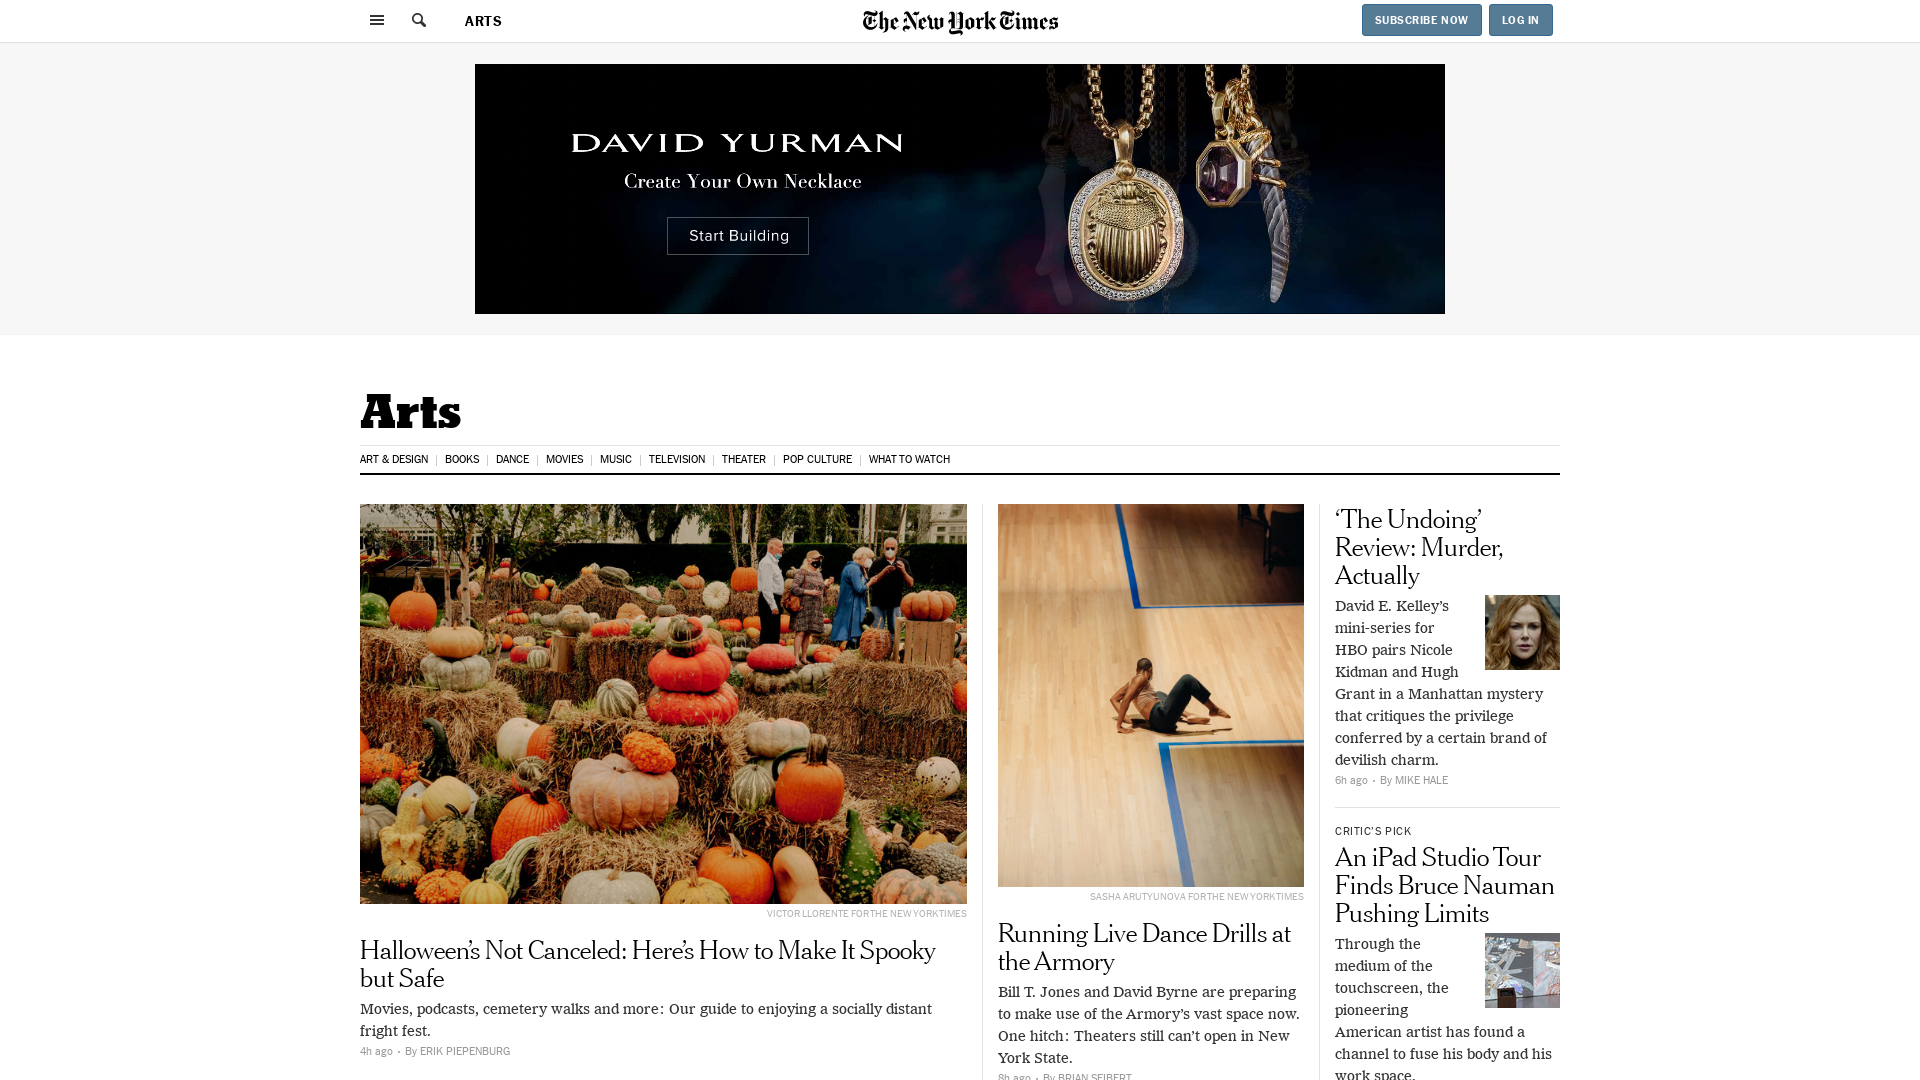 ARTS
The New York Times
SUBSCRIBE NOW
LOG IN
DAVID YURMAN
Create Your Own Necklace
Start Building
Arts
ART & DESIGN
BOOKS
DANCE
MOVIES
MUSIC
TELEVISION
THEATER
POP CULTURE
WHAT TO WATCH
VICTOR LLORENTE FOR THE NEW YORK TIMES
Halloween’s Not Canceled: Here’s How to Make It Spooky
but Safe
Movies, podcasts, cemetery walks and more: Our guide to enjoying a socially distant
fright fest.
4h ago · By ERIK PIEPENBURG
SASHA ARUTYUNOVA FOR THE NEW YORK TIMES
Running Live Dance Drills at
the Armory
Bill T. Jones and David Byrne are preparing
to make use of the Armory’s vast space now.
One hitch: Theaters still can’t open in New
York State.
8h ago · By BRIAN SEIBERT
‘The Undoing’
Review: Murder,
Actually
David E. Kelley’s
mini-series for
HBO pairs Nicole
Kidman and Hugh
Grant in a Manhattan mystery
that critiques the privilege
conferred by a certain brand of
devilish charm.
6h ago · By MIKE HALE
CRITIC’S PICK
An iPad Studio Tour
Finds Bruce Nauman
Pushing Limits
Through the
medium of the
touchscreen, the
pioneering
American artist has found a
channel to fuse his body and his
work space.